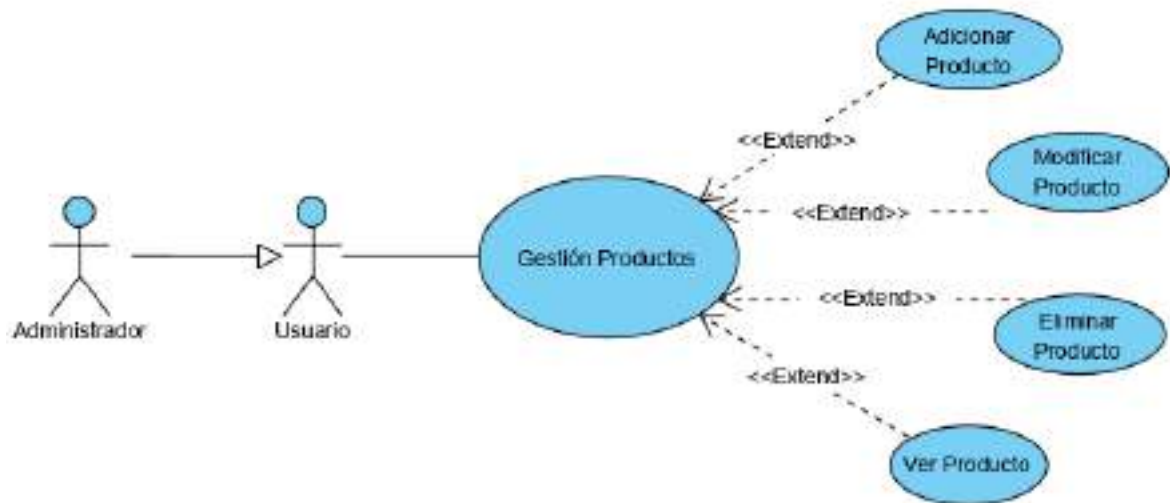 Adicionar
Producto
<<Extend>>
Modificar
Producto
<<Extend>>
Gestión Productos
<<Extend>>
Eliminar
Producto
Administrador
Usuario
<<Extend>>
Ver Producto